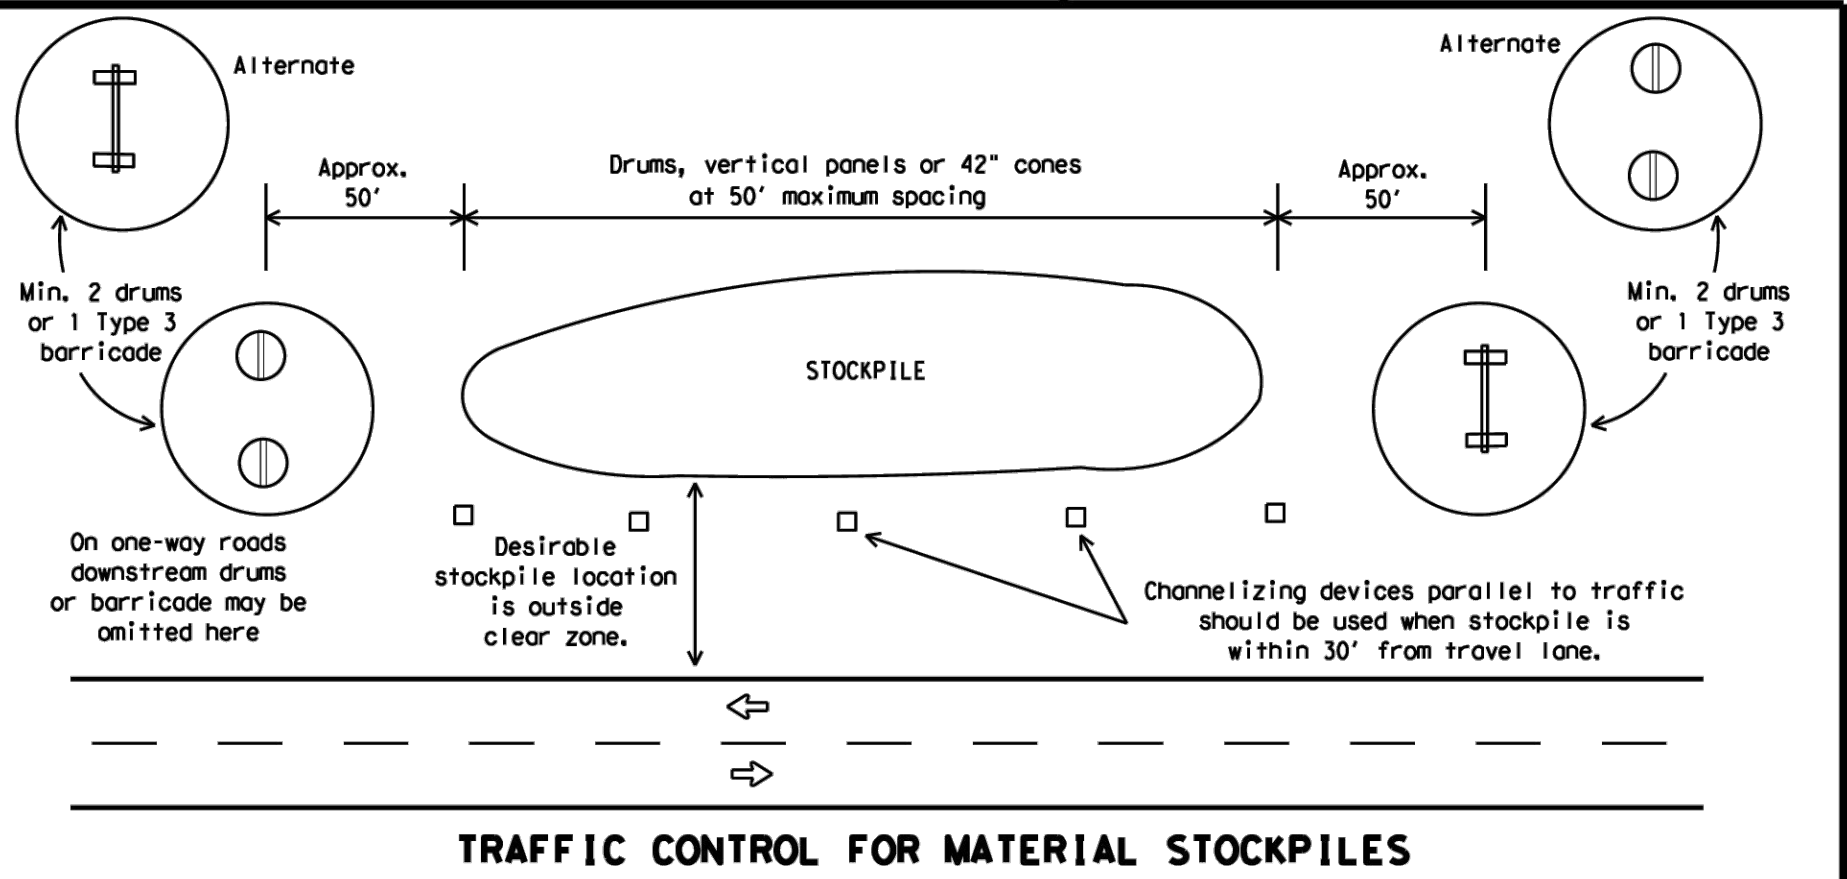 Alternate
Alternate
Approx.
50'
Drums, vertical panels or 42" cones
at 50' maximum spacing
Approx.
50'
Min. 2 drums
or 1 Type 3
barricade
Min. 2 drums
or 1 Type 3
barricade
STOCKPILE
On one-way roads
downstream drums
or barricade may be
omitted here
Desirable
stockpile location
is outside
clear zone.
Channelizing devices parallel to traffic
should be used when stockpile is
within 30' from travel lane.
TRAFFIC CONTROL FOR MATERIAL STOCKPILES